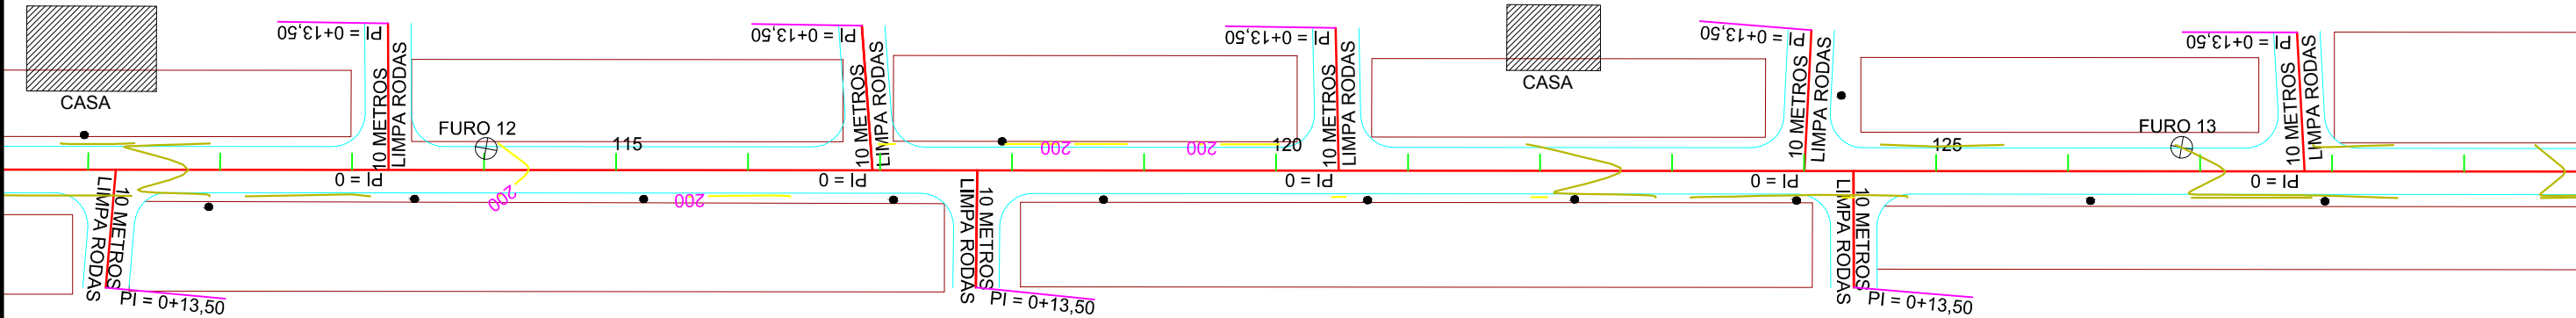 PI = 0+13,50
PI = 0+13,50
PI = 0+13,50
PI = 0+13,50
PI = 0+13,50
CASA
CASA
10 METROS
LIMPA RODAS
10 METROS
LIMPA RODAS
10 METROS
LIMPA RODAS
10 METROS
LIMPA RODAS
10 METROS
LIMPA RODAS
FURO 12
115
200
200
120
125
FURO 13
PI = 0
PI = 0
PI = 0
PI = 0
PI = 0
200
200
LIMPA RODAS
10 METROS
LIMPA RODAS
10 METROS
LIMPA RODAS
10 METROS
PI = 0+13,50
PI = 0+13,50
PI = 0+13,50